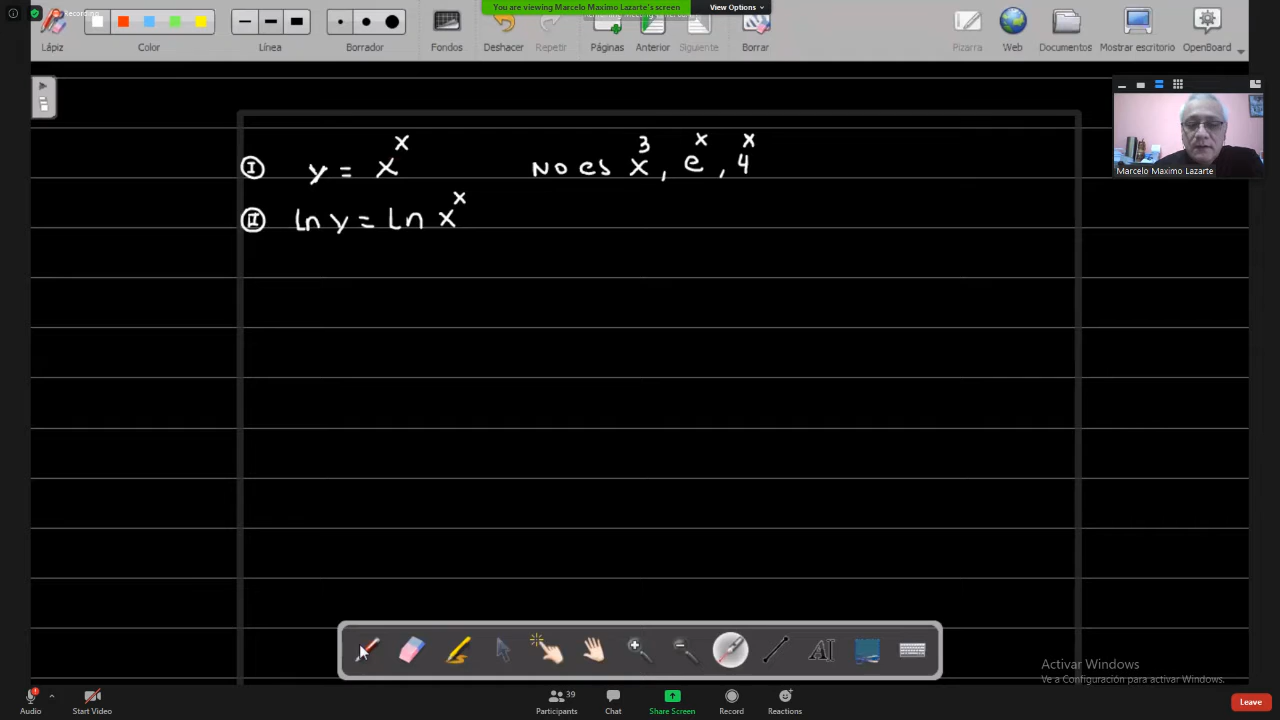 Recording
You are viewing Marcelo Maximo Lazarte's screen
View Options
Lápiz
Color
Línea
Borrador
Fondos
Deshacer
Repetir
Páginas
Anterior
Siguiente
Borrar
Pizarra
Web
Documentos
Mostrar escritorio
OpenBoard
Marcelo Maximo Lazarte
Ⓘ y = x^x No es x^3, e^x, 4^x
Ⅱ ln y = ln x^x
AI
Activar Windows
Ve a Configuración para activar Windows.
Audio
Start Video
39
Participants
Chat
Share Screen
Record
Reactions
Leave